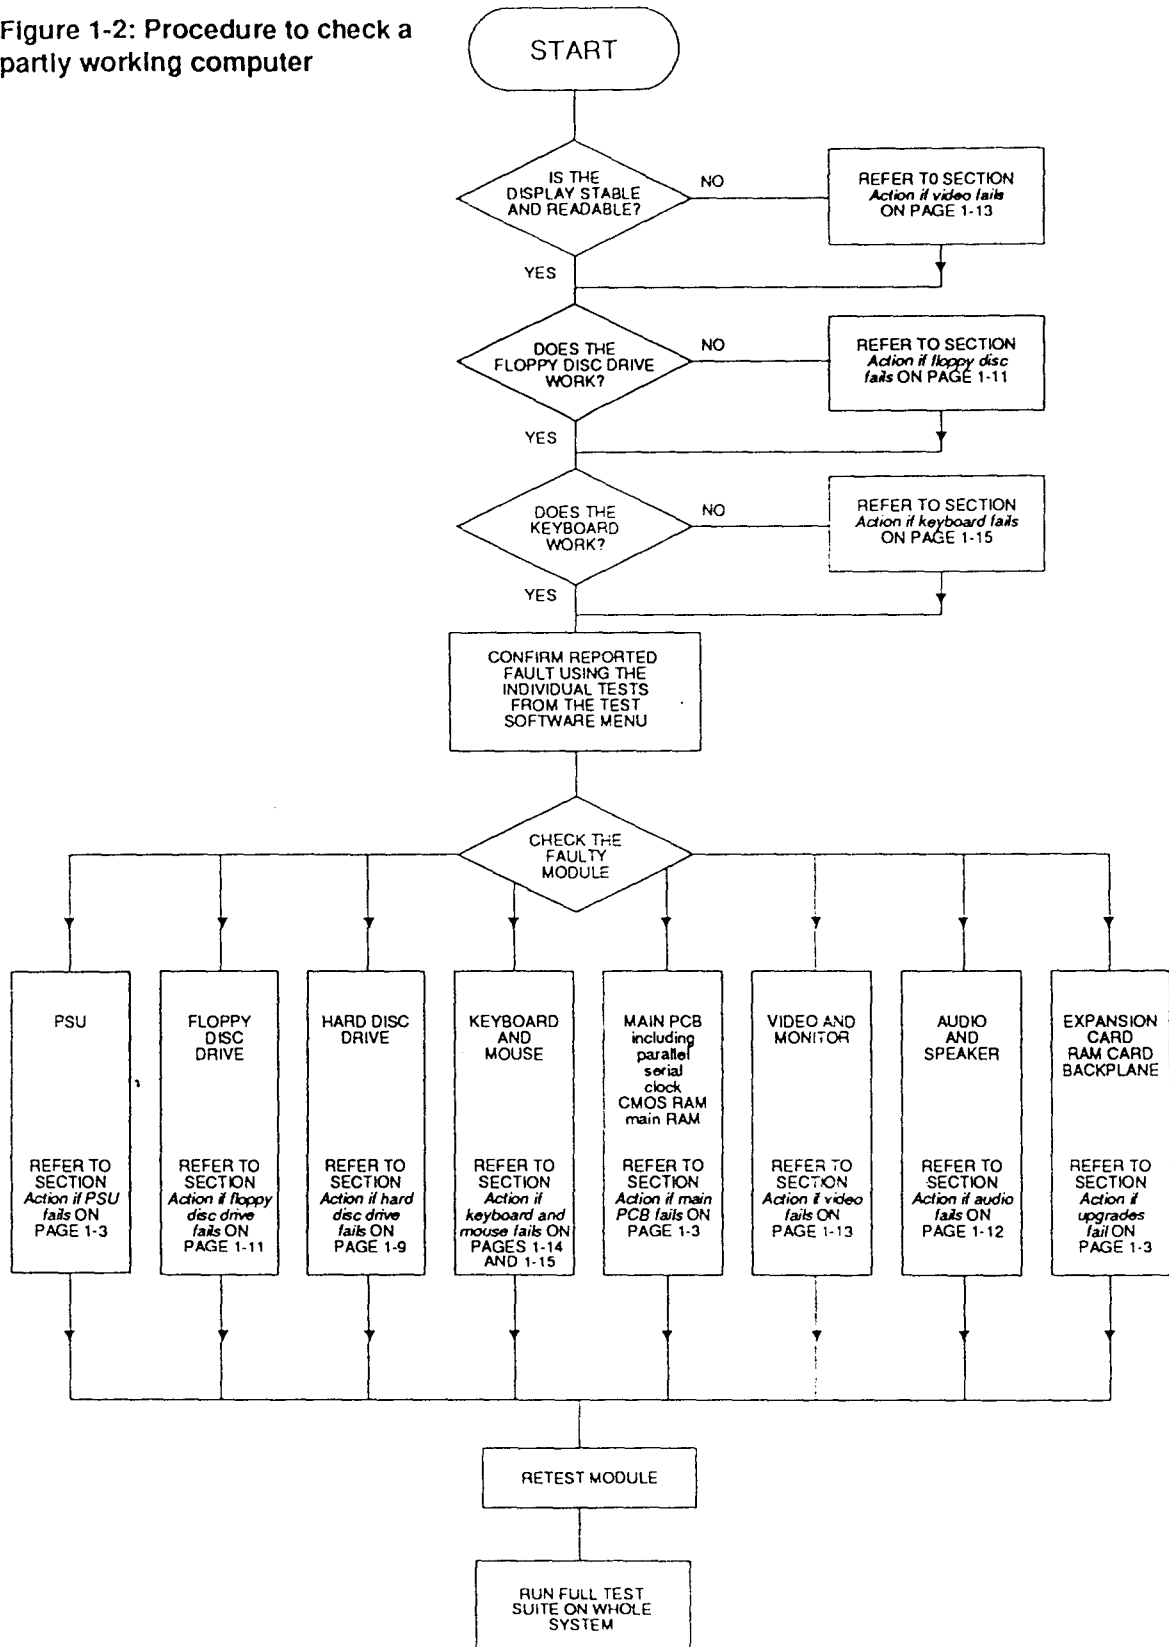 Figure 1-2: Procedure to check a
partly working computer
START
IS THE
DISPLAY STABLE
AND READABLE?
NO
REFER TO SECTION
Action if video fails
ON PAGE 1-13
YES
DOES THE
FLOPPY DISC DRIVE
WORK?
NO
REFER TO SECTION
Action if floppy disc
fails ON PAGE 1-11
YES
DOES THE
KEYBOARD
WORK?
NO
REFER TO SECTION
Action if keyboard fails
ON PAGE 1-15
YES
CONFIRM REPORTED
FAULT USING THE
INDIVIDUAL TESTS
FROM THE TEST
SOFTWARE MENU
CHECK THE
FAULTY
MODULE
PSU
REFER TO
SECTION
Action if PSU
fails ON
PAGE 1-3
FLOPPY
DISC
DRIVE
REFER TO
SECTION
Action if floppy
disc drive
fails ON
PAGE 1-11
HARD DISC
DRIVE
REFER TO
SECTION
Action if hard
disc drive
fails ON
PAGE 1-9
KEYBOARD
AND
MOUSE
REFER TO
SECTION
Action if
keyboard and
mouse fails ON
PAGES 1-14
AND 1-15
MAIN PCB
including
parallel
serial
clock
CMOS RAM
main RAM
REFER TO
SECTION
Action if main
PCB fails ON
PAGE 1-3
VIDEO AND
MONITOR
REFER TO
SECTION
Action if video
fails ON
PAGE 1-13
AUDIO
AND
SPEAKER
REFER TO
SECTION
Action if audio
fails ON
PAGE 1-12
EXPANSION
CARD
RAM CARD
BACKPLANE
REFER TO
SECTION
Action if
upgrades
fail ON
PAGE 1-3
RETEST MODULE
RUN FULL TEST
SUITE ON WHOLE
SYSTEM